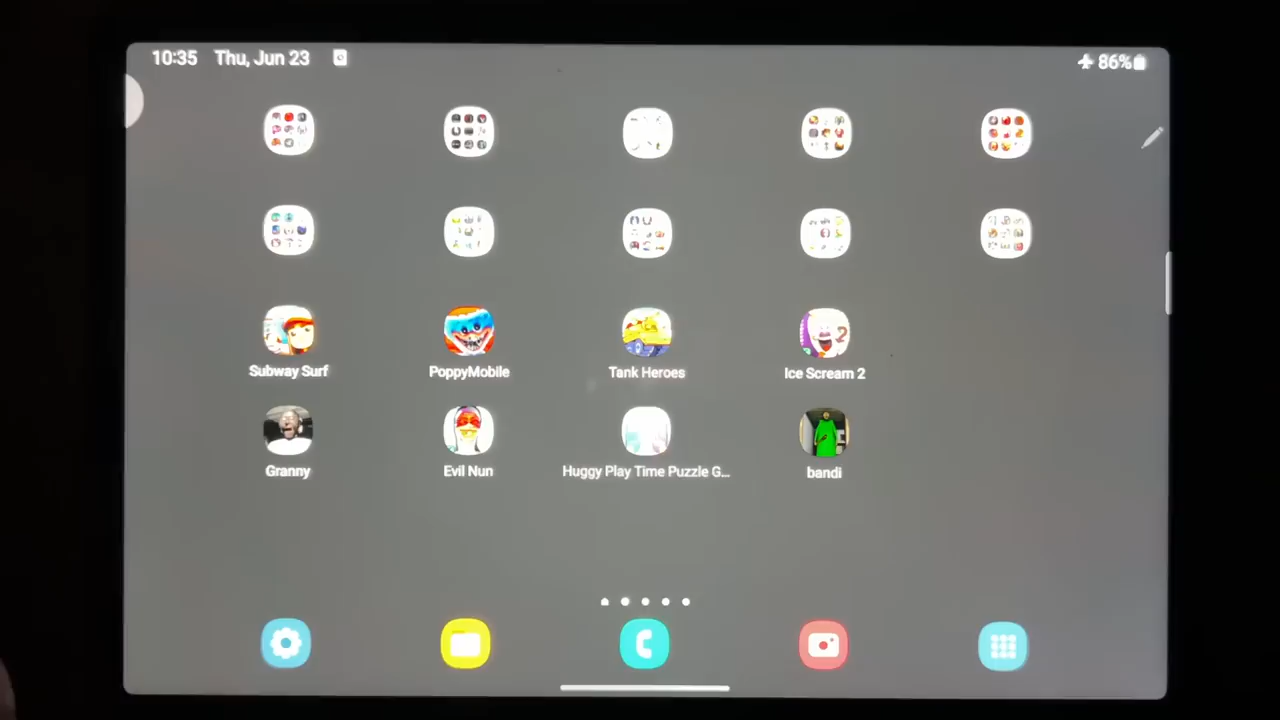 10:35 Thu, Jun 23 86%
Subway Surf PoppyMobile Tank Heroes Ice Scream 2
Granny Evil Nun Huggy Play Time Puzzle G... bandi